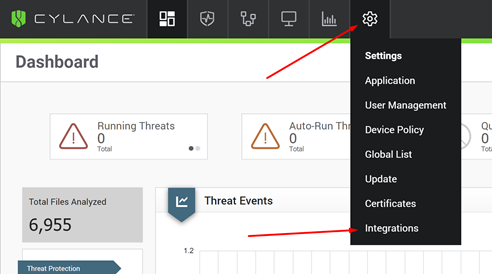 CYLANCE
Dashboard
Settings
Application
User Management
Device Policy
Global List
Update
Certificates
Integrations
Running Threats
0
Total
Auto-Run Thr
0
Total
Qu
0
Total
Total Files Analyzed
6,955
Threat Events
1.2
Threat Protection